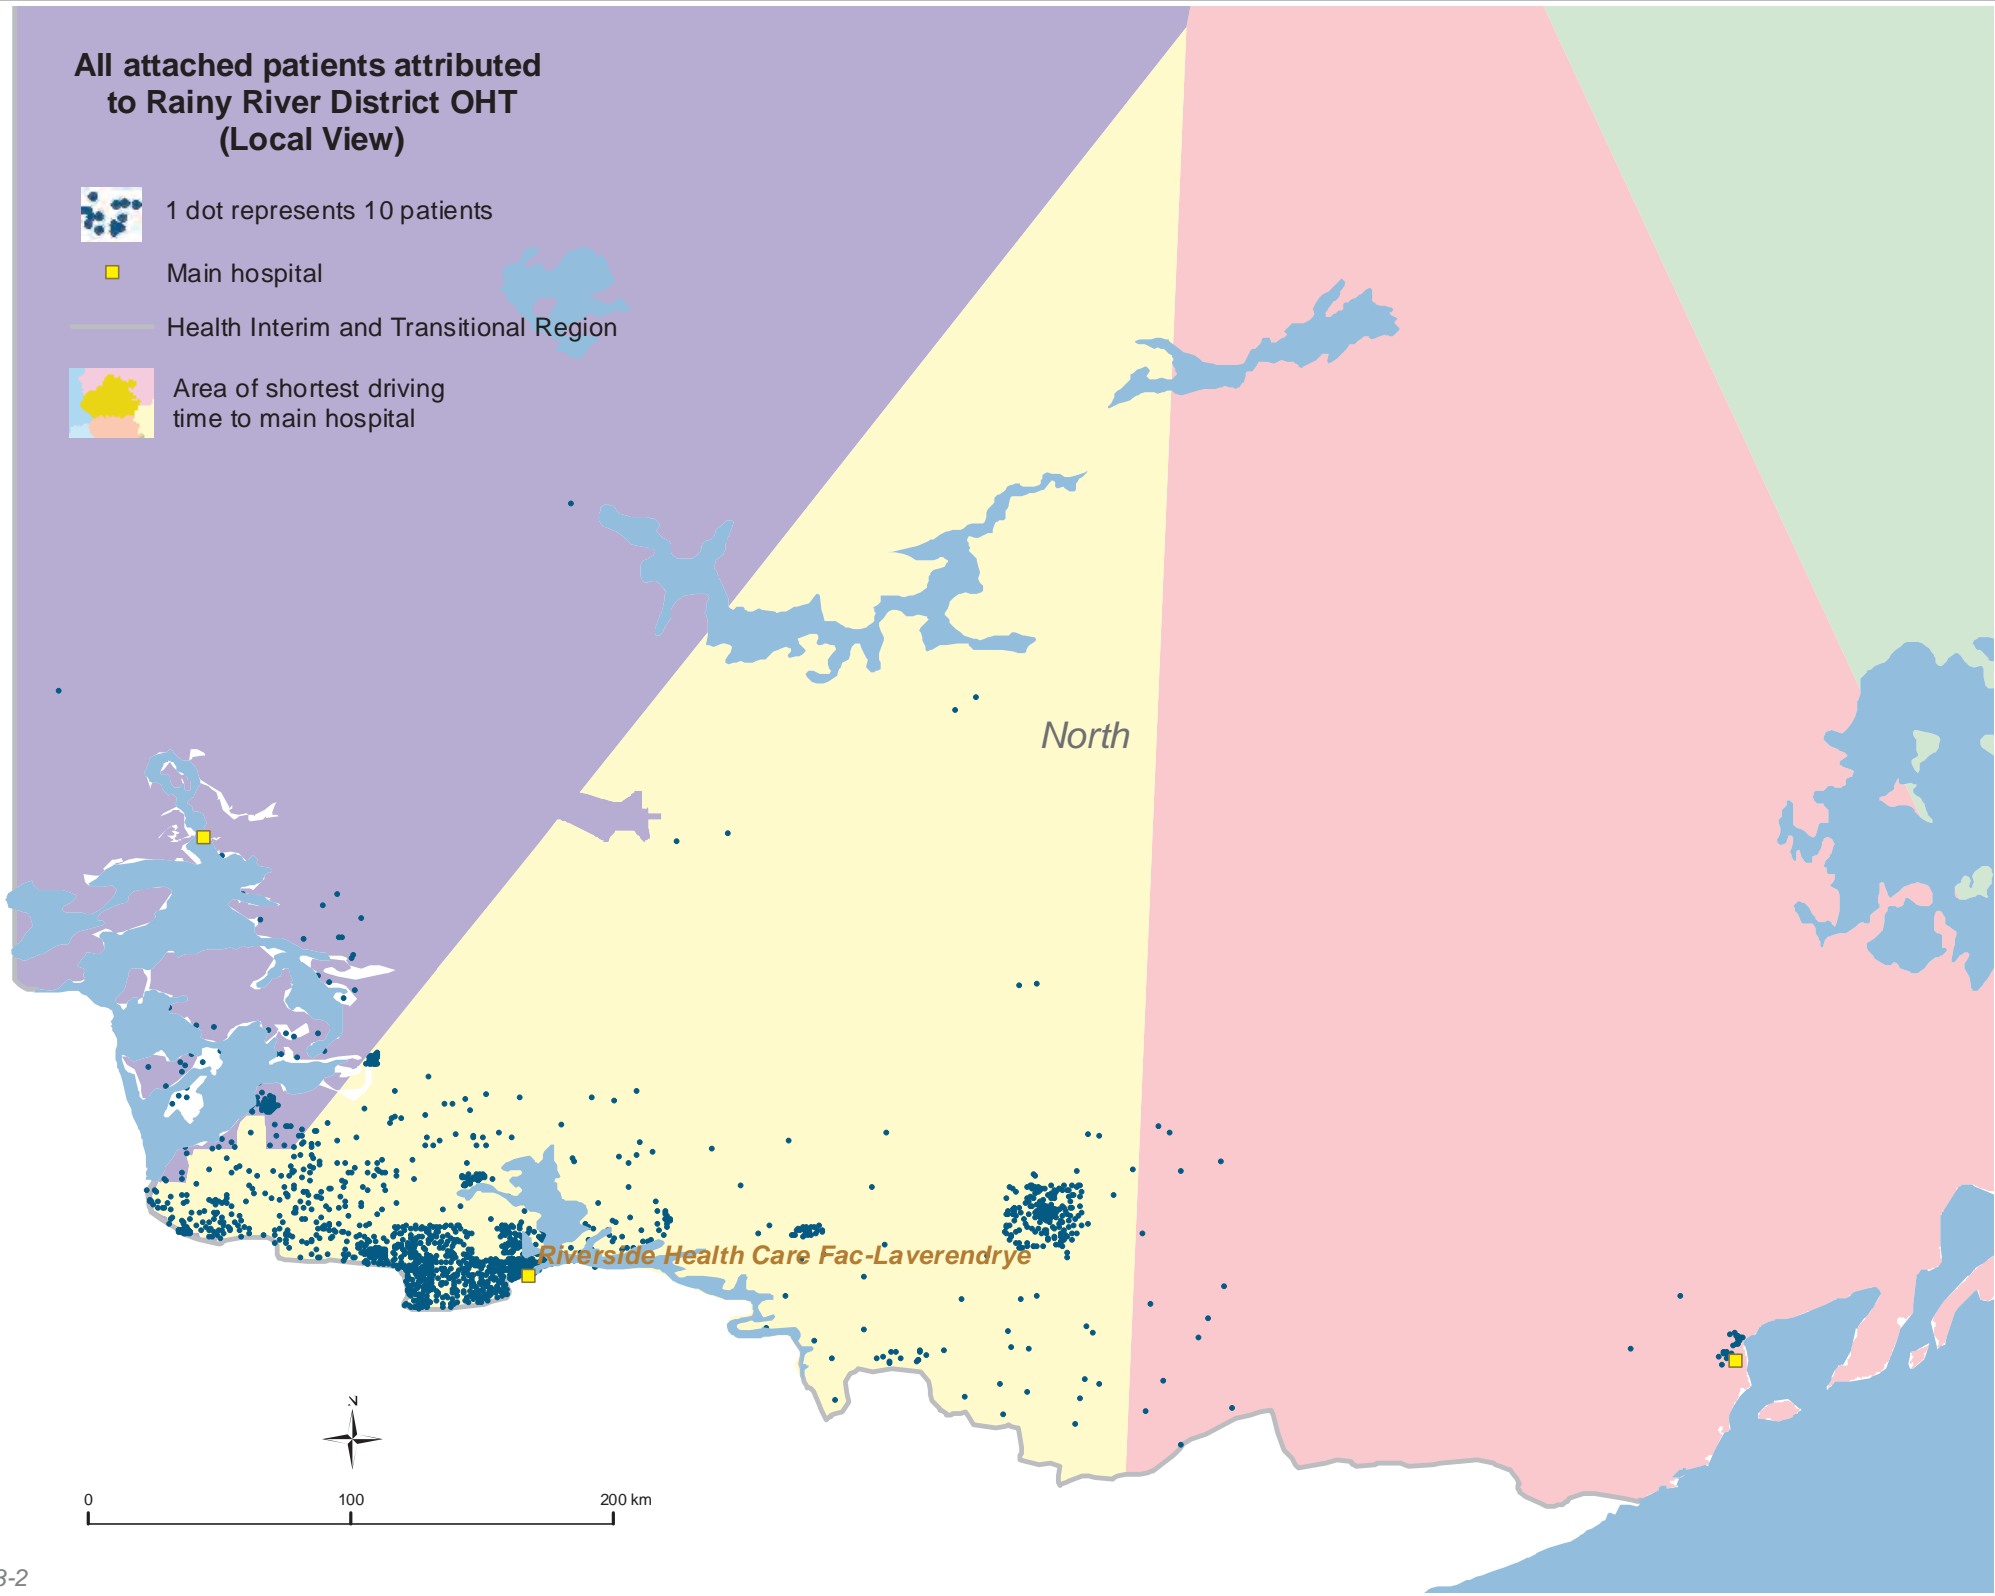 All attached patients attributed
to Rainy River District OHT
(Local View)
1 dot represents 10 patients
Main hospital
Health Interim and Transitional Region
Area of shortest driving
time to main hospital
North
Riverside Health Care Fac-Laverendrye
N
0 100 200 km
3-2